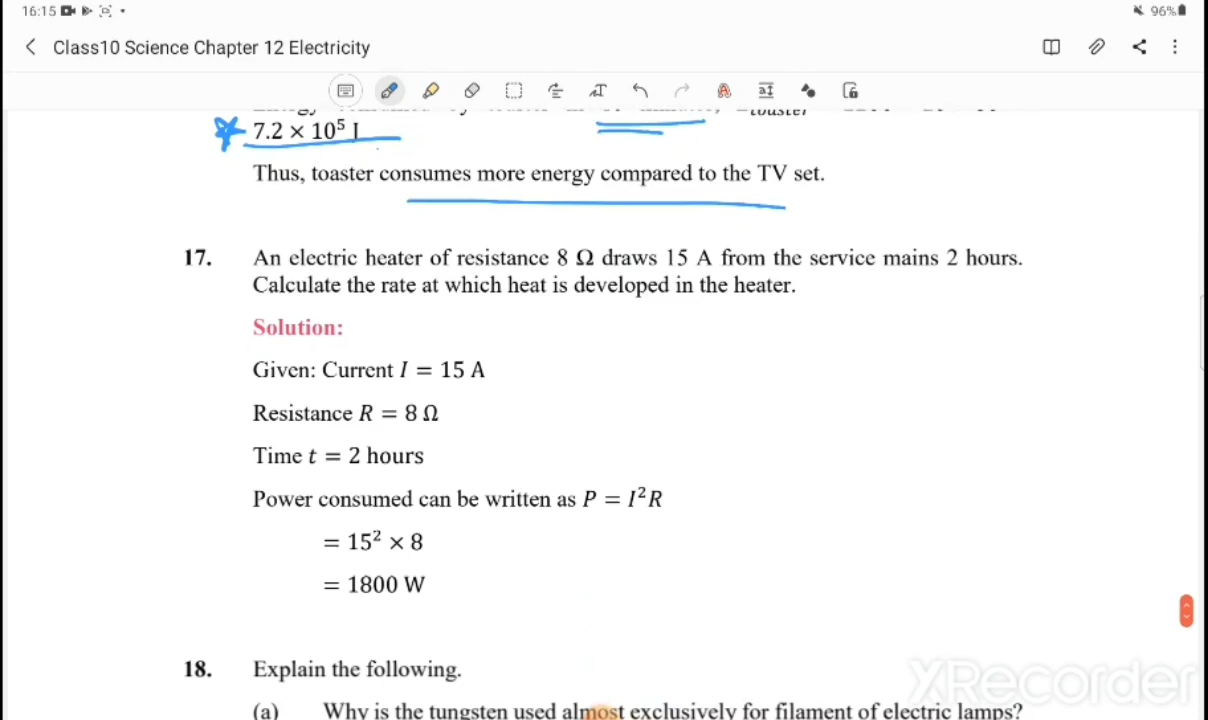 16:15
96%
Class10 Science Chapter 12 Electricity
7.2 × 10⁵ J
Thus, toaster consumes more energy compared to the TV set.
17. An electric heater of resistance 8 Ω draws 15 A from the service mains 2 hours.
Calculate the rate at which heat is developed in the heater.
Solution:
Given: Current I = 15 A
Resistance R = 8 Ω
Time t = 2 hours
Power consumed can be written as P = I²R
= 15² × 8
= 1800 W
18. Explain the following.
(a) Why is the tungsten used almost exclusively for filament of electric lamps?
XRecorder